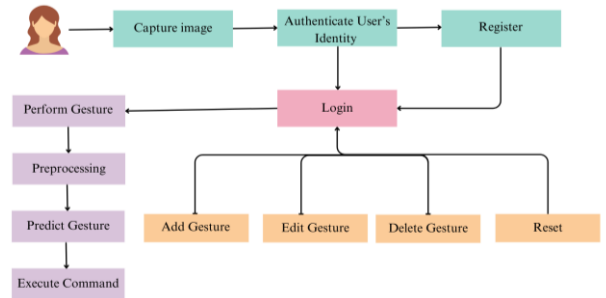 Capture image
Authenticate User's
Identity
Register
Perform Gesture
Login
Preprocessing
Predict Gesture
Add Gesture
Edit Gesture
Delete Gesture
Reset
Execute Command